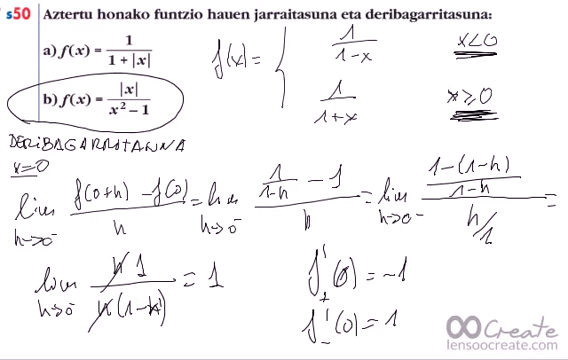 s50 Aztertu honako funtzio hauen jarraitasuna eta deribagarritasuna:
a) f(x) = 1 / (1 + |x|)
b) f(x) = |x| / (x² – 1)
f(x) = { 1/(1-x) x<0
1/(1+x) x≥0
DERIBAGARRITASUNA
x=0
lim h->0⁻ (f(0+h) - f(0))/h = lim h->0⁻ (1/(1-h) - 1)/h = lim h->0⁻ ((1-(1-h))/(1-h))/(h/1) =
lim h->0⁻ h 1/(h(1-h)) = 1
f'₊(0) = -1
f'₋(0) = 1
Create
lensoocreate.com